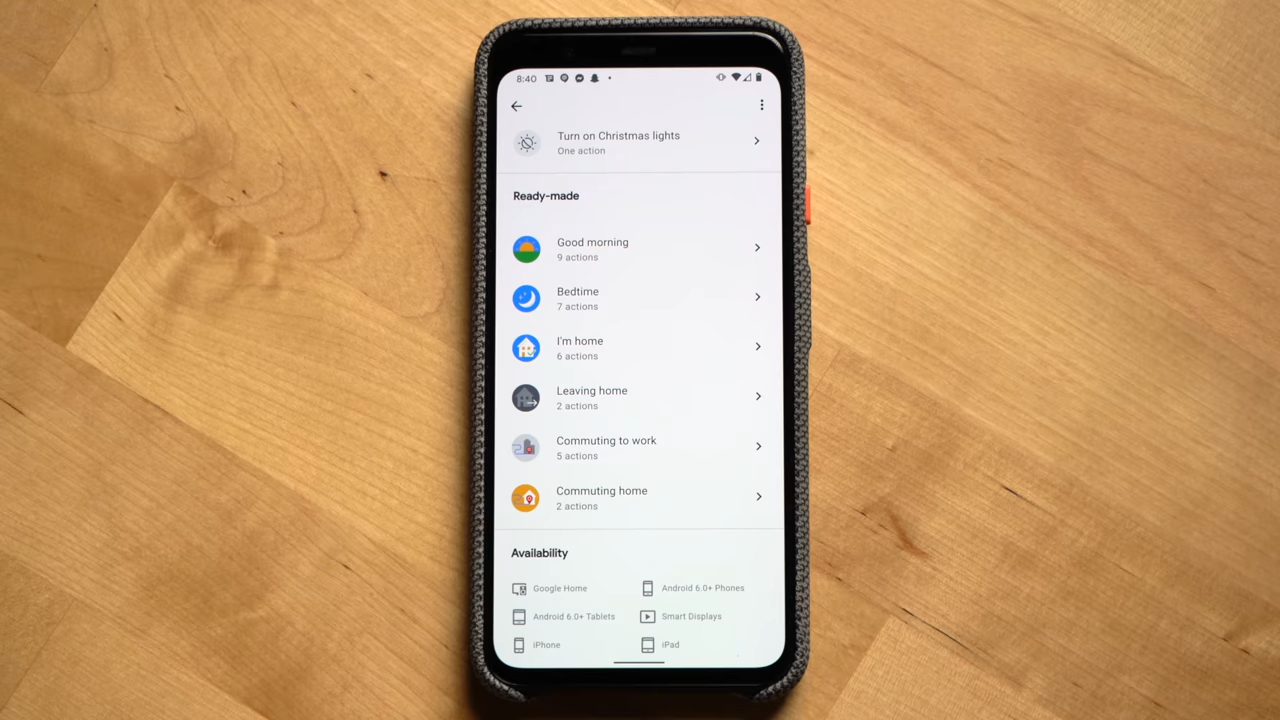 8:40
Turn on Christmas lights
One action
Ready-made
Good morning
9 actions
Bedtime
7 actions
I'm home
6 actions
Leaving home
2 actions
Commuting to work
5 actions
Commuting home
2 actions
Availability
Google Home
Android 6.0+ Phones
Android 6.0+ Tablets
Smart Displays
iPhone
iPad